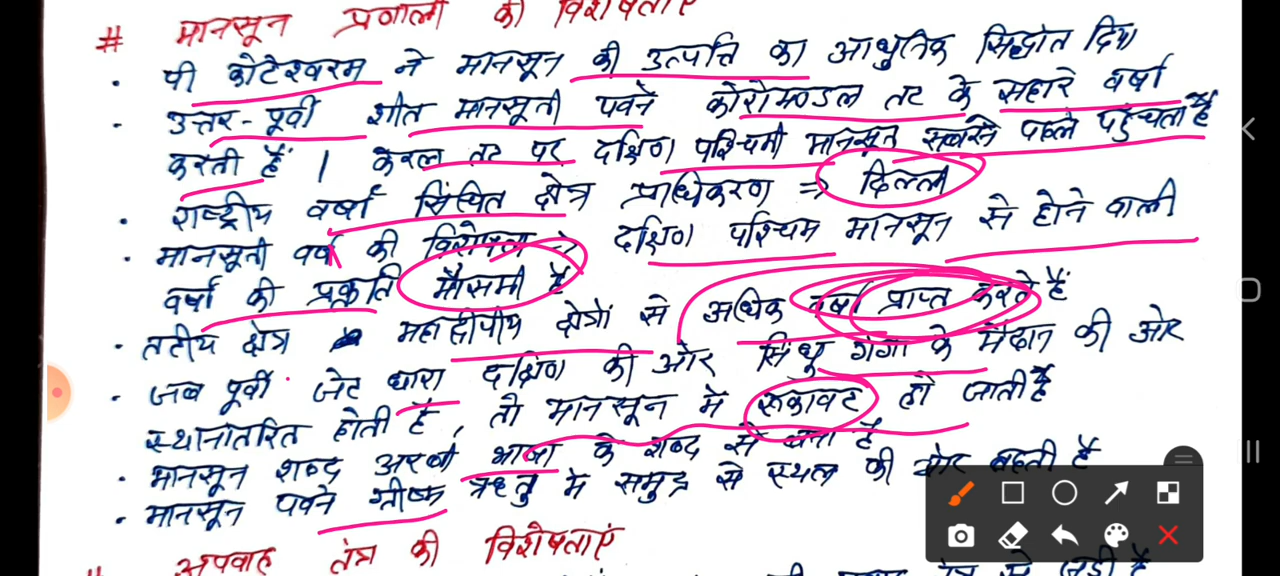 # मानसून प्रणाली की विशेषताएं
• पी कोटेश्वरम ने मानसून की उत्पत्ति का आधुनिक सिद्धांत दिया
• उत्तर-पूर्वी शीत मानसूनी पवने कोरोमण्डल तट के सहारे वर्षा
करती हैं । केरल तट पर दक्षिण पश्चिमी मानसून सबसे पहले पहुंचता है
• राष्ट्रीय वर्षा सिंचित क्षेत्र प्राधिकरण ⇒ दिल्ली
• मानसूनी वर्षा की विशेषता ⇒ दक्षिण पश्चिम मानसून से होने वाली
वर्षा की प्रकृति मौसमी है
• तटीय क्षेत्र महाद्वीपीय क्षेत्रों से अधिक वर्षा प्राप्त करते हैं
• जब पूर्वी जेट धारा दक्षिण की ओर सिंधु गंगा के मैदान की ओर
स्थानांतरित होती है, तो मानसून में रूकावट हो जाती है
• मानसून शब्द अरबी भाषा के शब्द से बना है
• मानसून पवने ग्रीष्म ऋतु में समुद्र से स्थल की ओर बहती है
# अपवाह तंत्र की विशेषताएं